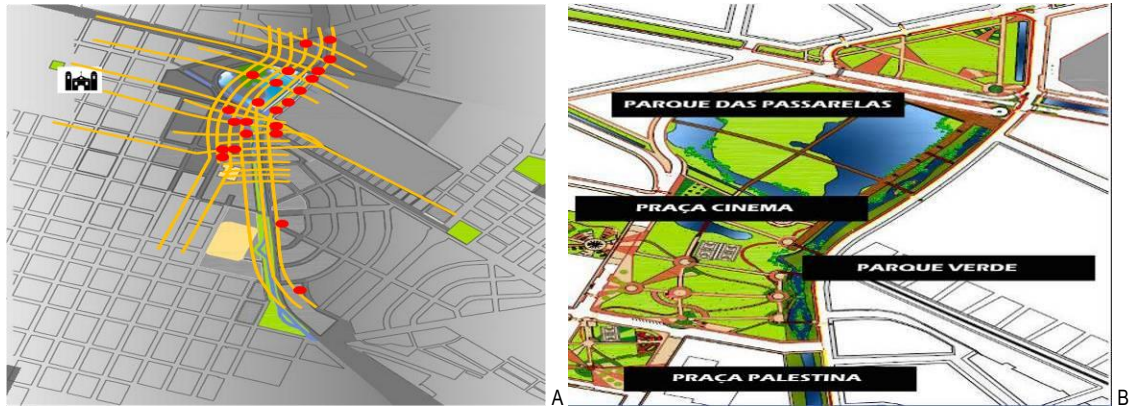 PARQUE DAS PASSARELAS
PRAÇA CINEMA
PARQUE VERDE
PRAÇA PALESTINA
A
B